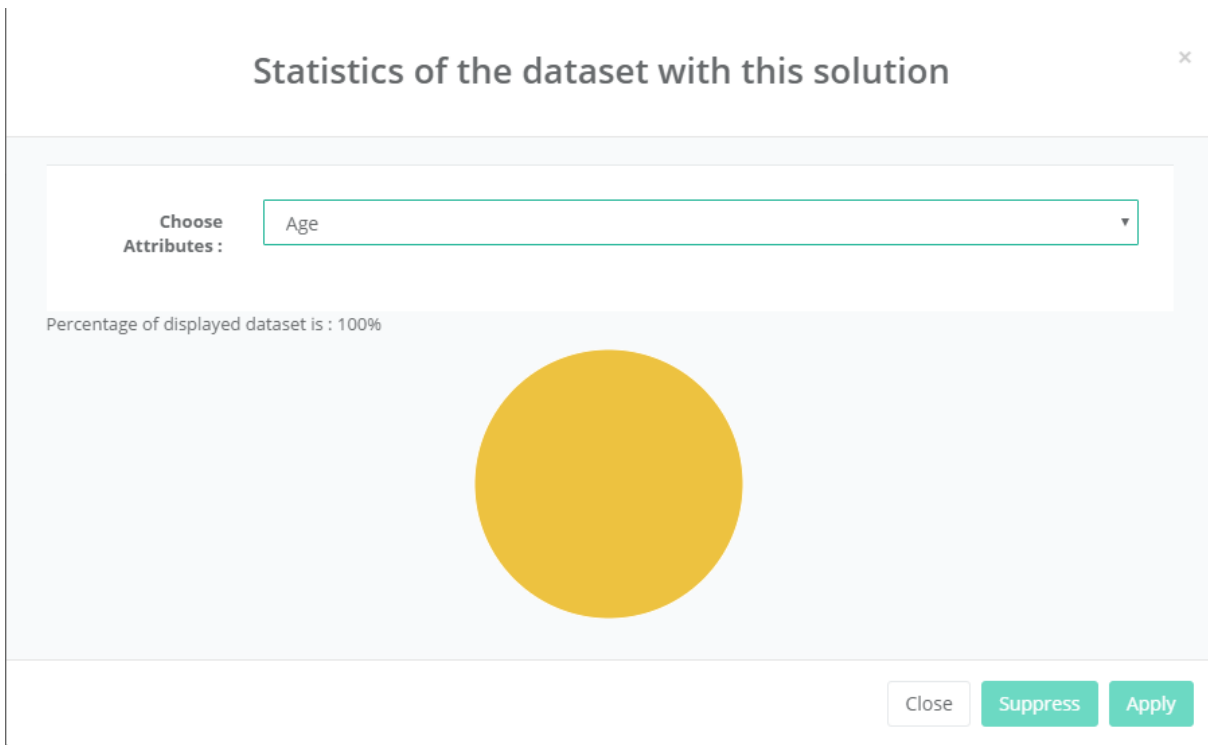 Statistics of the dataset with this solution
×
Choose
Attributes :
Age
Percentage of displayed dataset is : 100%
Close
Suppress
Apply